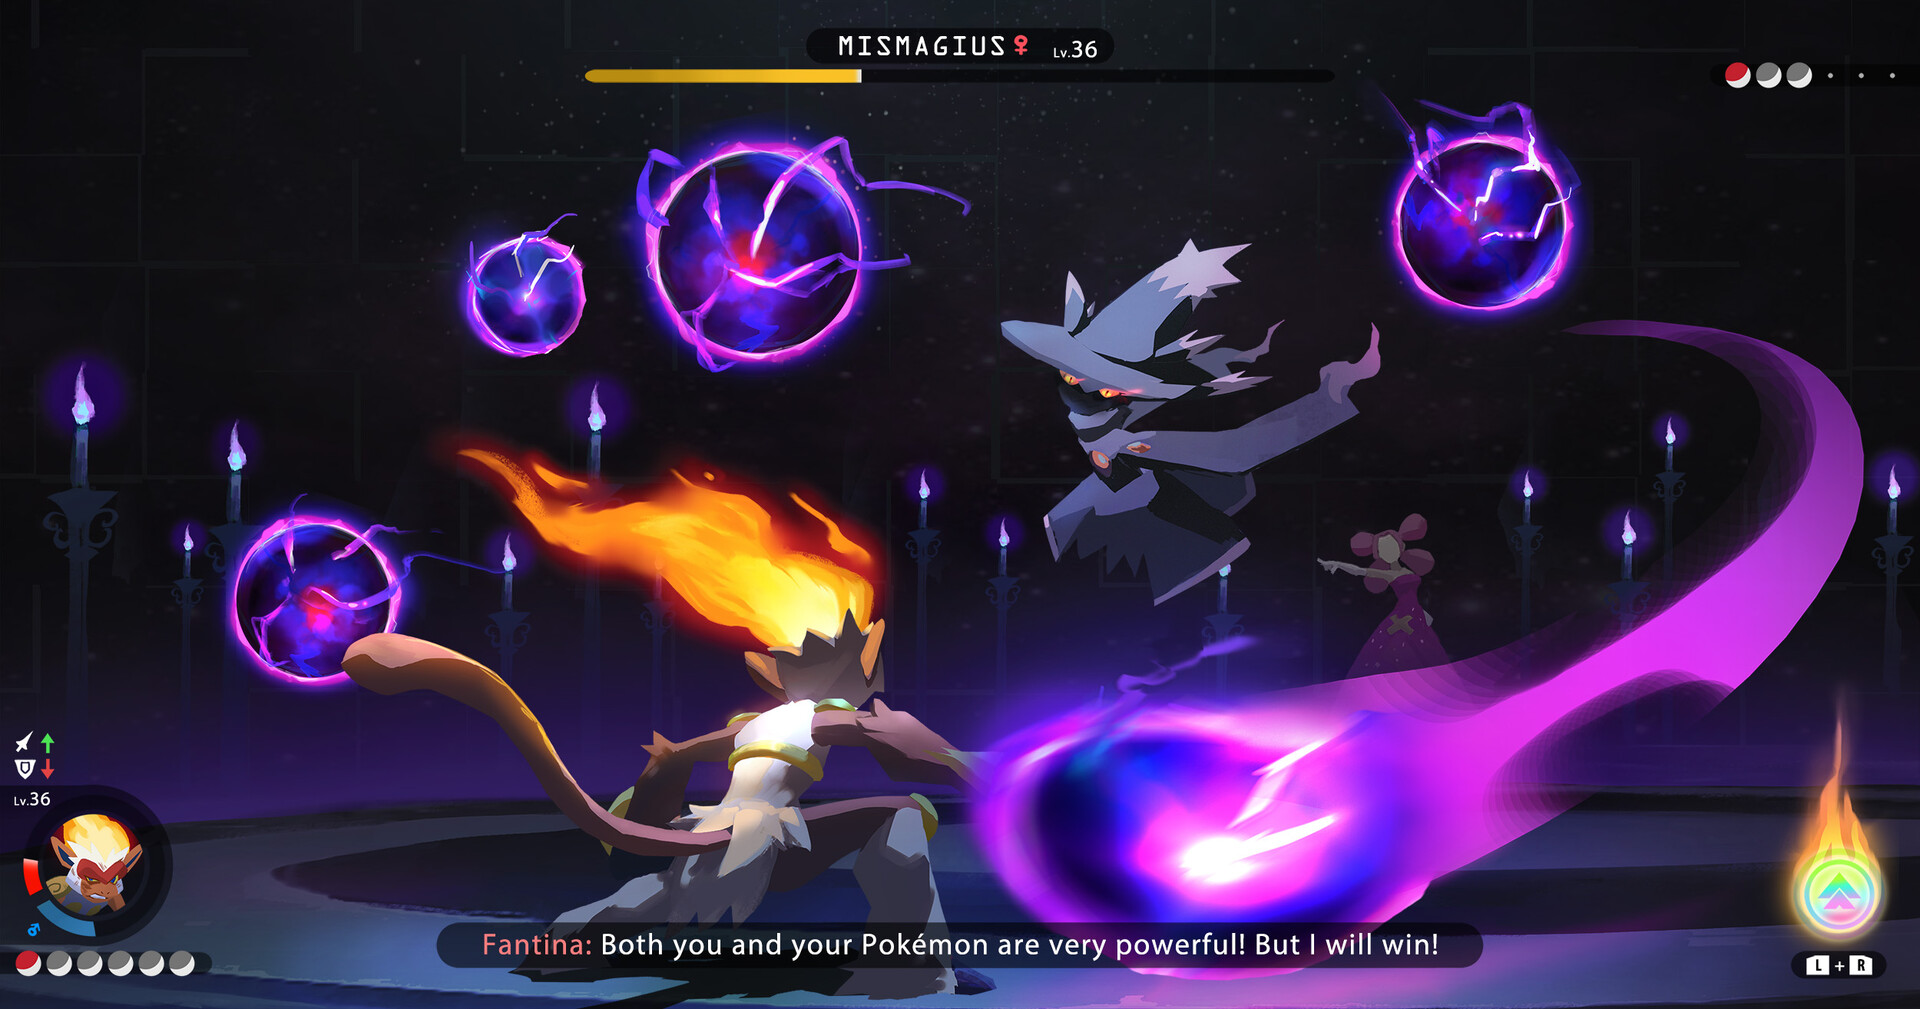 MISMAGIUS♀ Lv.36
Lv.36
♂
Fantina: Both you and your Pokémon are very powerful! But I will win!
L + R